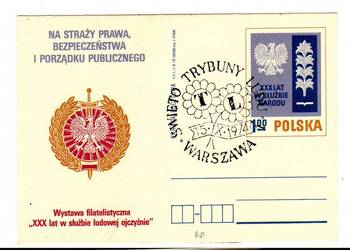 NA STRAŻY PRAWA,
BEZPIECZEŃSTWA
I PORZĄDKU PUBLICZNEGO
Wystawa filatelistyczna
„XXX lat w służbie ludowej ojczyźnie"
ŚWIĘTO TRYBUNY LUDU
T L
WARSZAWA
XXX LAT
W SŁUŻBIE
NARODU
1,00 POLSKA